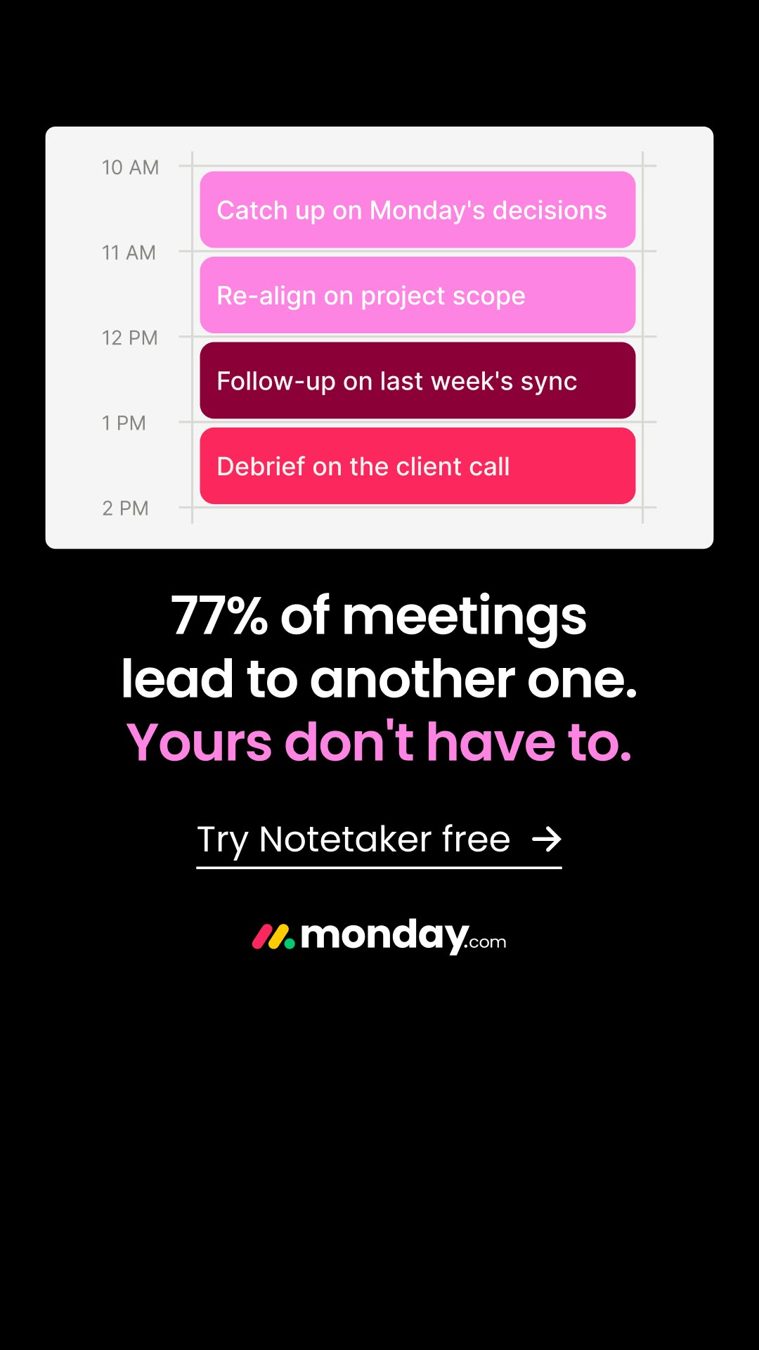 10 AM
Catch up on Monday's decisions
11 AM
Re-align on project scope
12 PM
Follow-up on last week's sync
1 PM
Debrief on the client call
2 PM
77% of meetings
lead to another one.
Yours don't have to.
Try Notetaker free →
monday.com